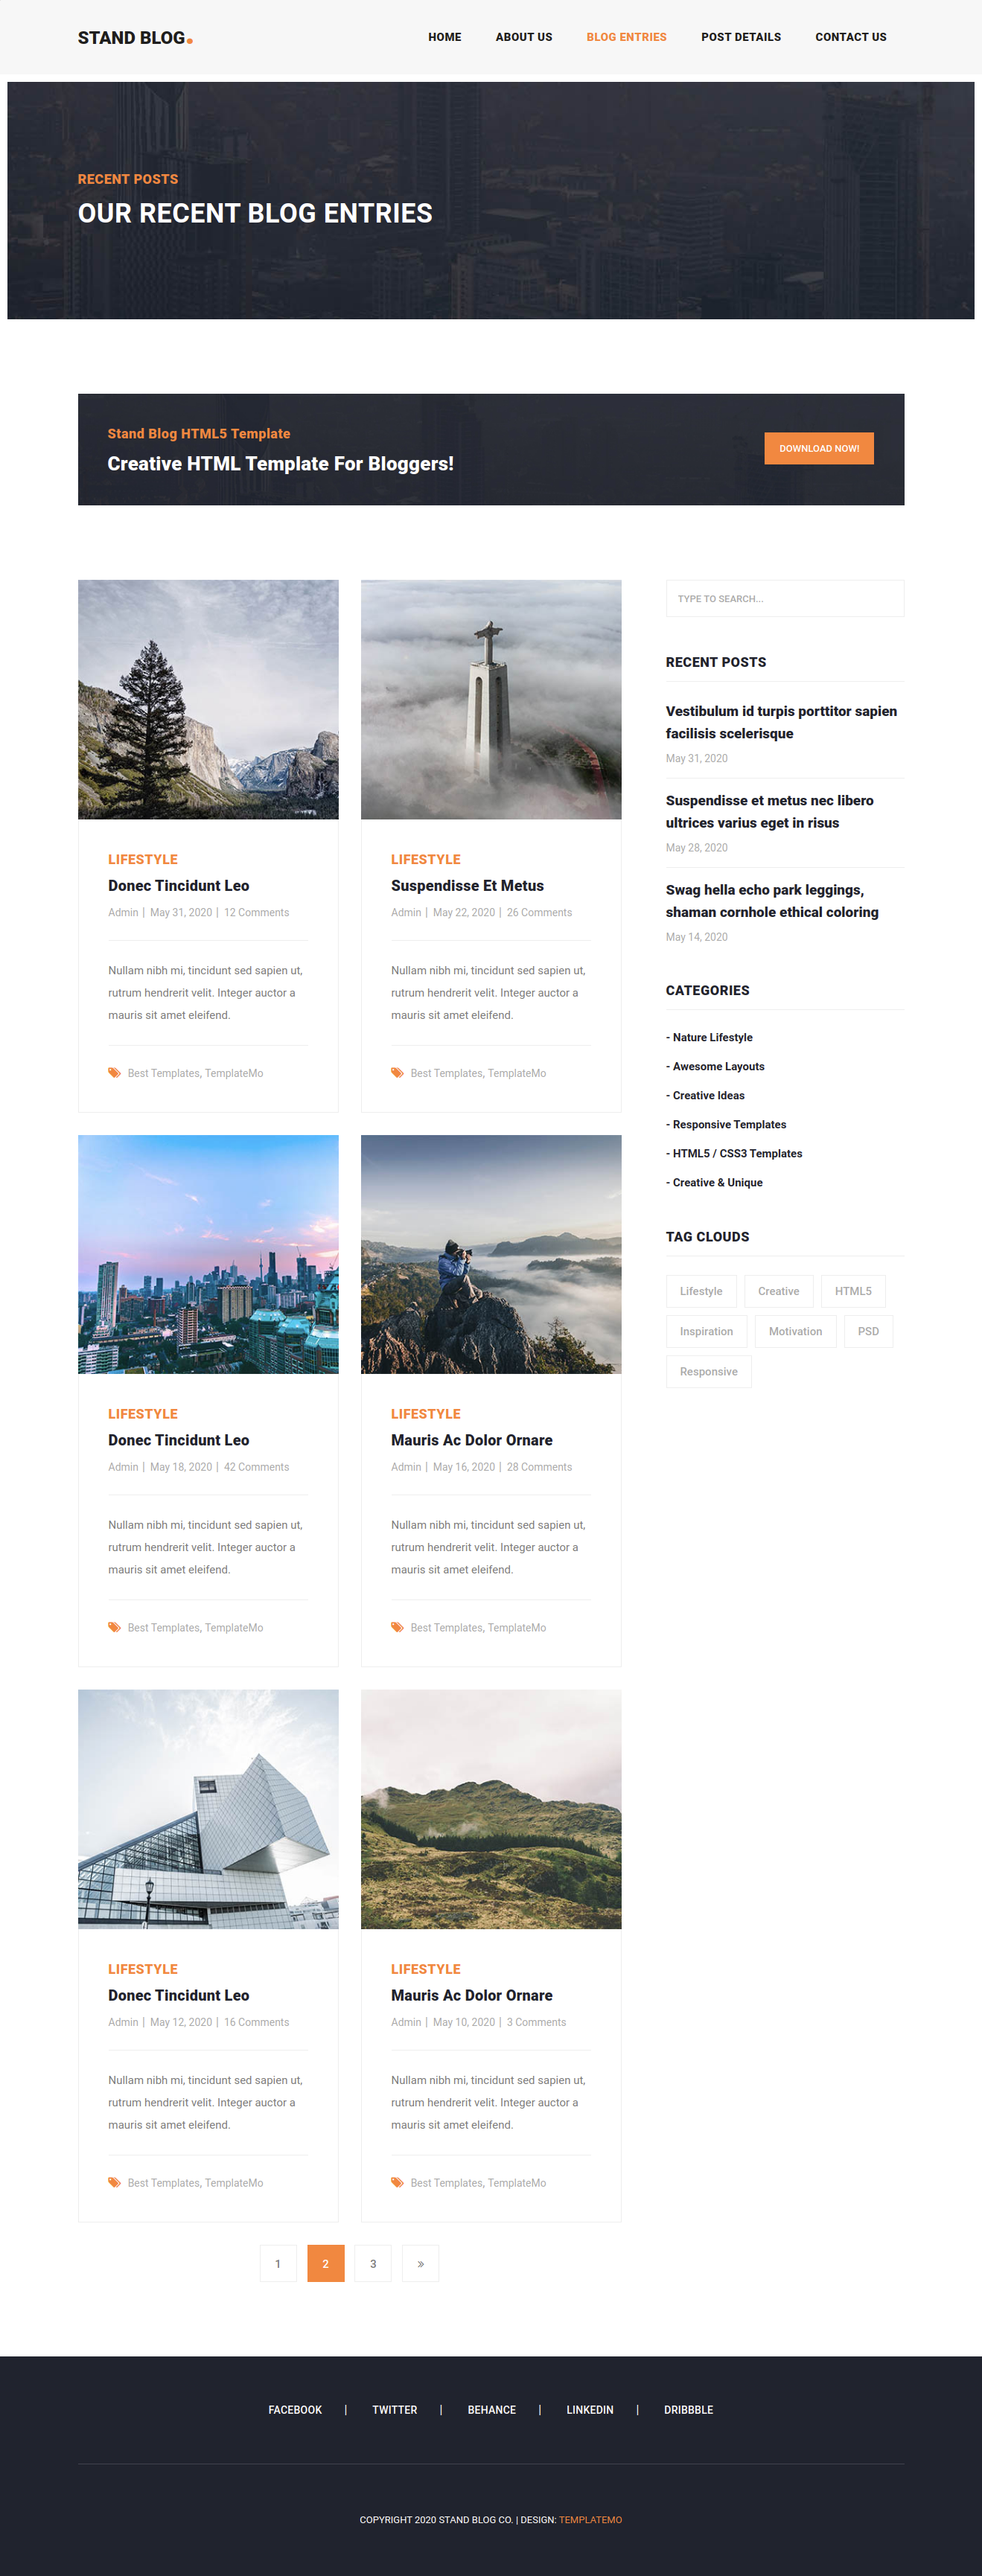 STAND BLOG.
HOME
ABOUT US
BLOG ENTRIES
POST DETAILS
CONTACT US
RECENT POSTS
OUR RECENT BLOG ENTRIES
Stand Blog HTML5 Template
Creative HTML Template For Bloggers!
DOWNLOAD NOW!
LIFESTYLE
Donec Tincidunt Leo
Admin | May 31, 2020 | 12 Comments
Nullam nibh mi, tincidunt sed sapien ut,
rutrum hendrerit velit. Integer auctor a
mauris sit amet eleifend.
Best Templates, TemplateMo
LIFESTYLE
Suspendisse Et Metus
Admin | May 22, 2020 | 26 Comments
Nullam nibh mi, tincidunt sed sapien ut,
rutrum hendrerit velit. Integer auctor a
mauris sit amet eleifend.
Best Templates, TemplateMo
LIFESTYLE
Donec Tincidunt Leo
Admin | May 18, 2020 | 42 Comments
Nullam nibh mi, tincidunt sed sapien ut,
rutrum hendrerit velit. Integer auctor a
mauris sit amet eleifend.
Best Templates, TemplateMo
LIFESTYLE
Mauris Ac Dolor Ornare
Admin | May 16, 2020 | 28 Comments
Nullam nibh mi, tincidunt sed sapien ut,
rutrum hendrerit velit. Integer auctor a
mauris sit amet eleifend.
Best Templates, TemplateMo
LIFESTYLE
Donec Tincidunt Leo
Admin | May 12, 2020 | 16 Comments
Nullam nibh mi, tincidunt sed sapien ut,
rutrum hendrerit velit. Integer auctor a
mauris sit amet eleifend.
Best Templates, TemplateMo
LIFESTYLE
Mauris Ac Dolor Ornare
Admin | May 10, 2020 | 3 Comments
Nullam nibh mi, tincidunt sed sapien ut,
rutrum hendrerit velit. Integer auctor a
mauris sit amet eleifend.
Best Templates, TemplateMo
1
2
3
»
TYPE TO SEARCH...
RECENT POSTS
Vestibulum id turpis porttitor sapien
facilisis scelerisque
May 31, 2020
Suspendisse et metus nec libero
ultrices varius eget in risus
May 28, 2020
Swag hella echo park leggings,
shaman cornhole ethical coloring
May 14, 2020
CATEGORIES
- Nature Lifestyle
- Awesome Layouts
- Creative Ideas
- Responsive Templates
- HTML5 / CSS3 Templates
- Creative & Unique
TAG CLOUDS
Lifestyle
Creative
HTML5
Inspiration
Motivation
PSD
Responsive
FACEBOOK | TWITTER | BEHANCE | LINKEDIN | DRIBBBLE
COPYRIGHT 2020 STAND BLOG CO. | DESIGN: TEMPLATEMO